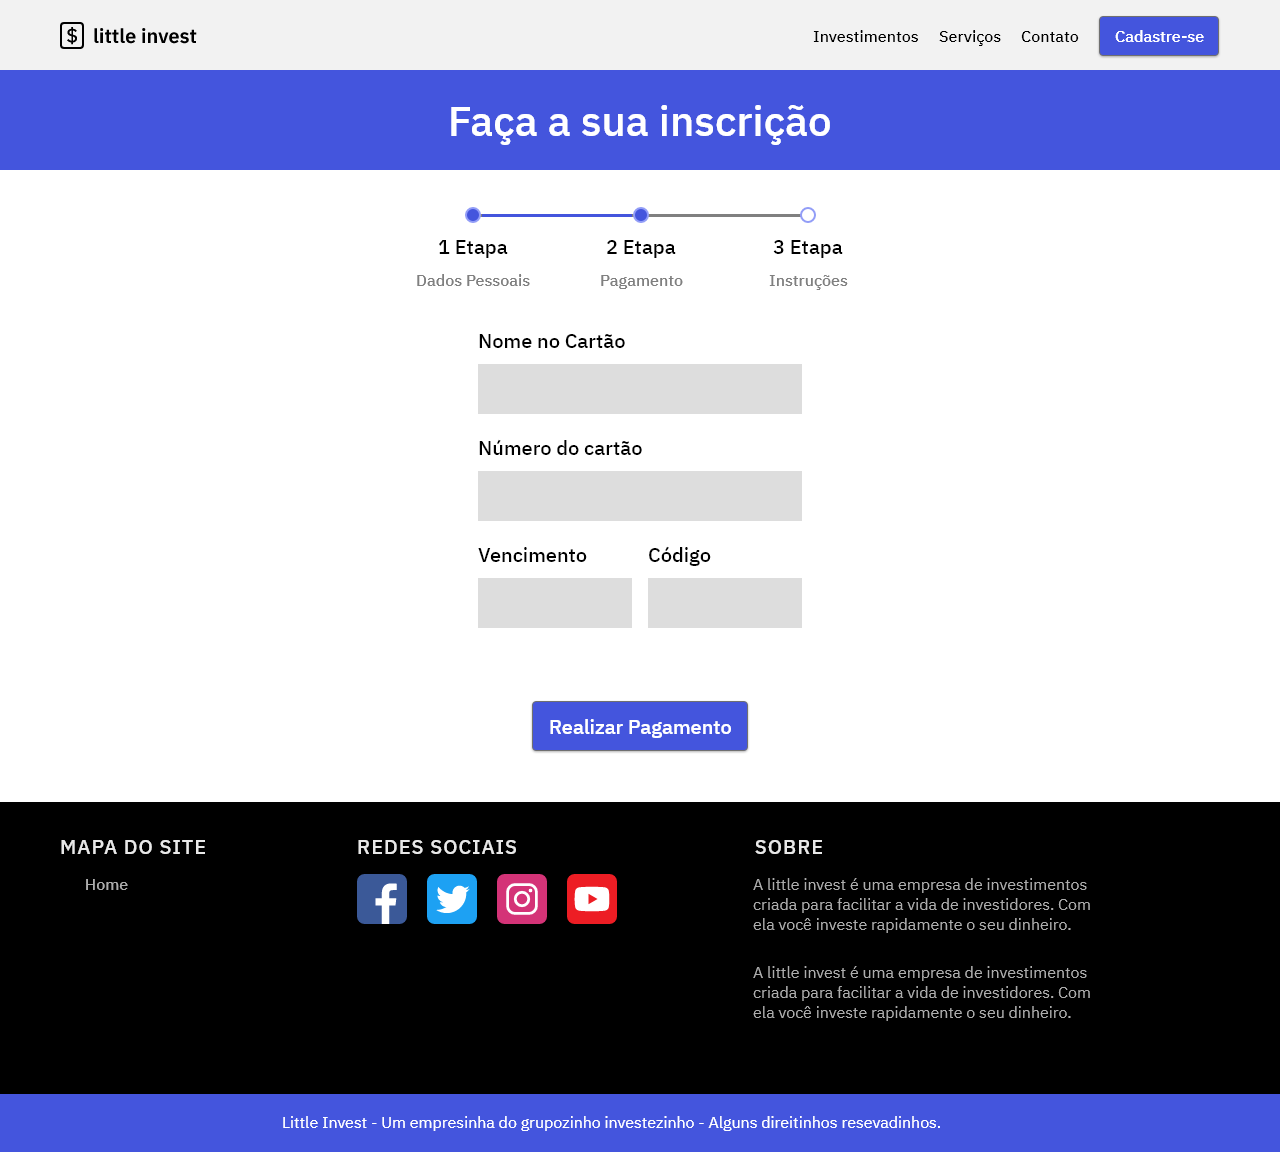 $ little invest
Investimentos Serviços Contato Cadastre-se
Faça a sua inscrição
1 Etapa 2 Etapa 3 Etapa
Dados Pessoais Pagamento Instruções
Nome no Cartão
Número do cartão
Vencimento Código
Realizar Pagamento
MAPA DO SITE
Home
REDES SOCIAIS
SOBRE
A little invest é uma empresa de investimentos
criada para facilitar a vida de investidores. Com
ela você investe rapidamente o seu dinheiro.
A little invest é uma empresa de investimentos
criada para facilitar a vida de investidores. Com
ela você investe rapidamente o seu dinheiro.
Little Invest - Um empresinha do grupozinho investezinho - Alguns direitinhos resevadinhos.